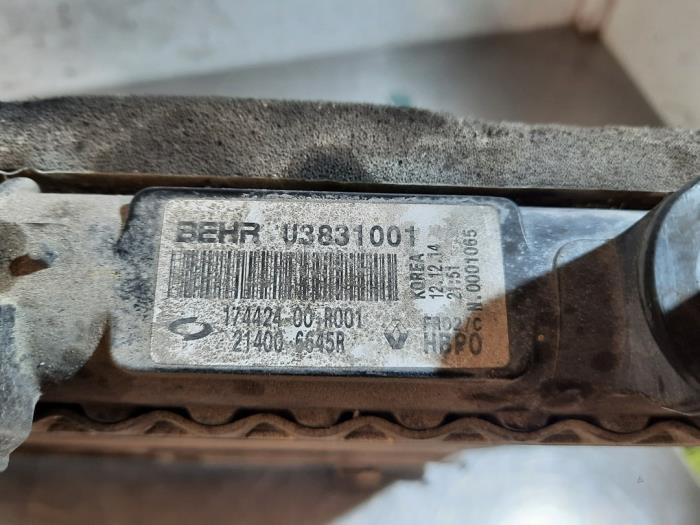 BEHR U3831001
174424-00-R001
21400 6645R
KOREA
12.12.14
21:51
N.0001065
HBPO